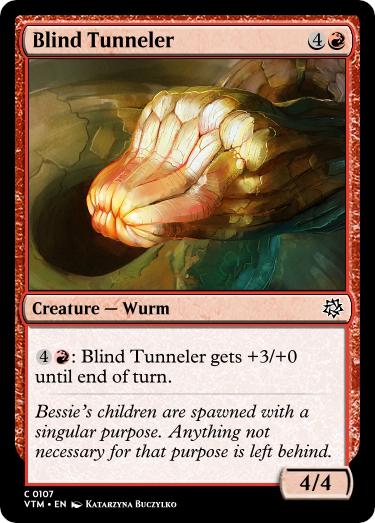 Blind Tunneler 4
Creature — Wurm
4 : Blind Tunneler gets +3/+0
until end of turn.
Bessie's children are spawned with a
singular purpose. Anything not
necessary for that purpose is left behind.
4/4
C 0107
VTM • EN Katarzyna Buczylko